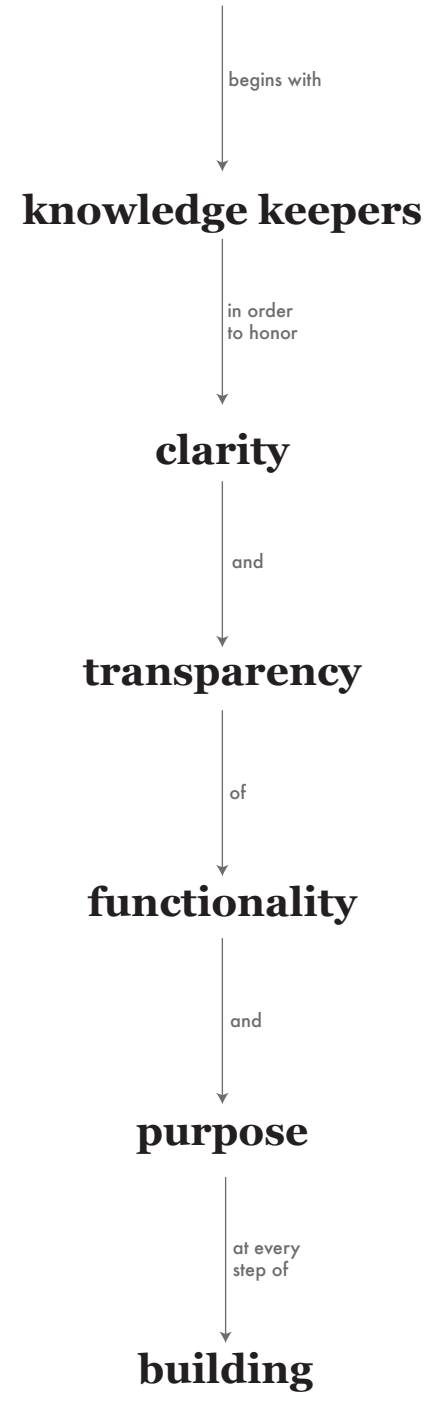 begins with
knowledge keepers
in order
to honor
clarity
and
transparency
of
functionality
and
purpose
at every
step of
building